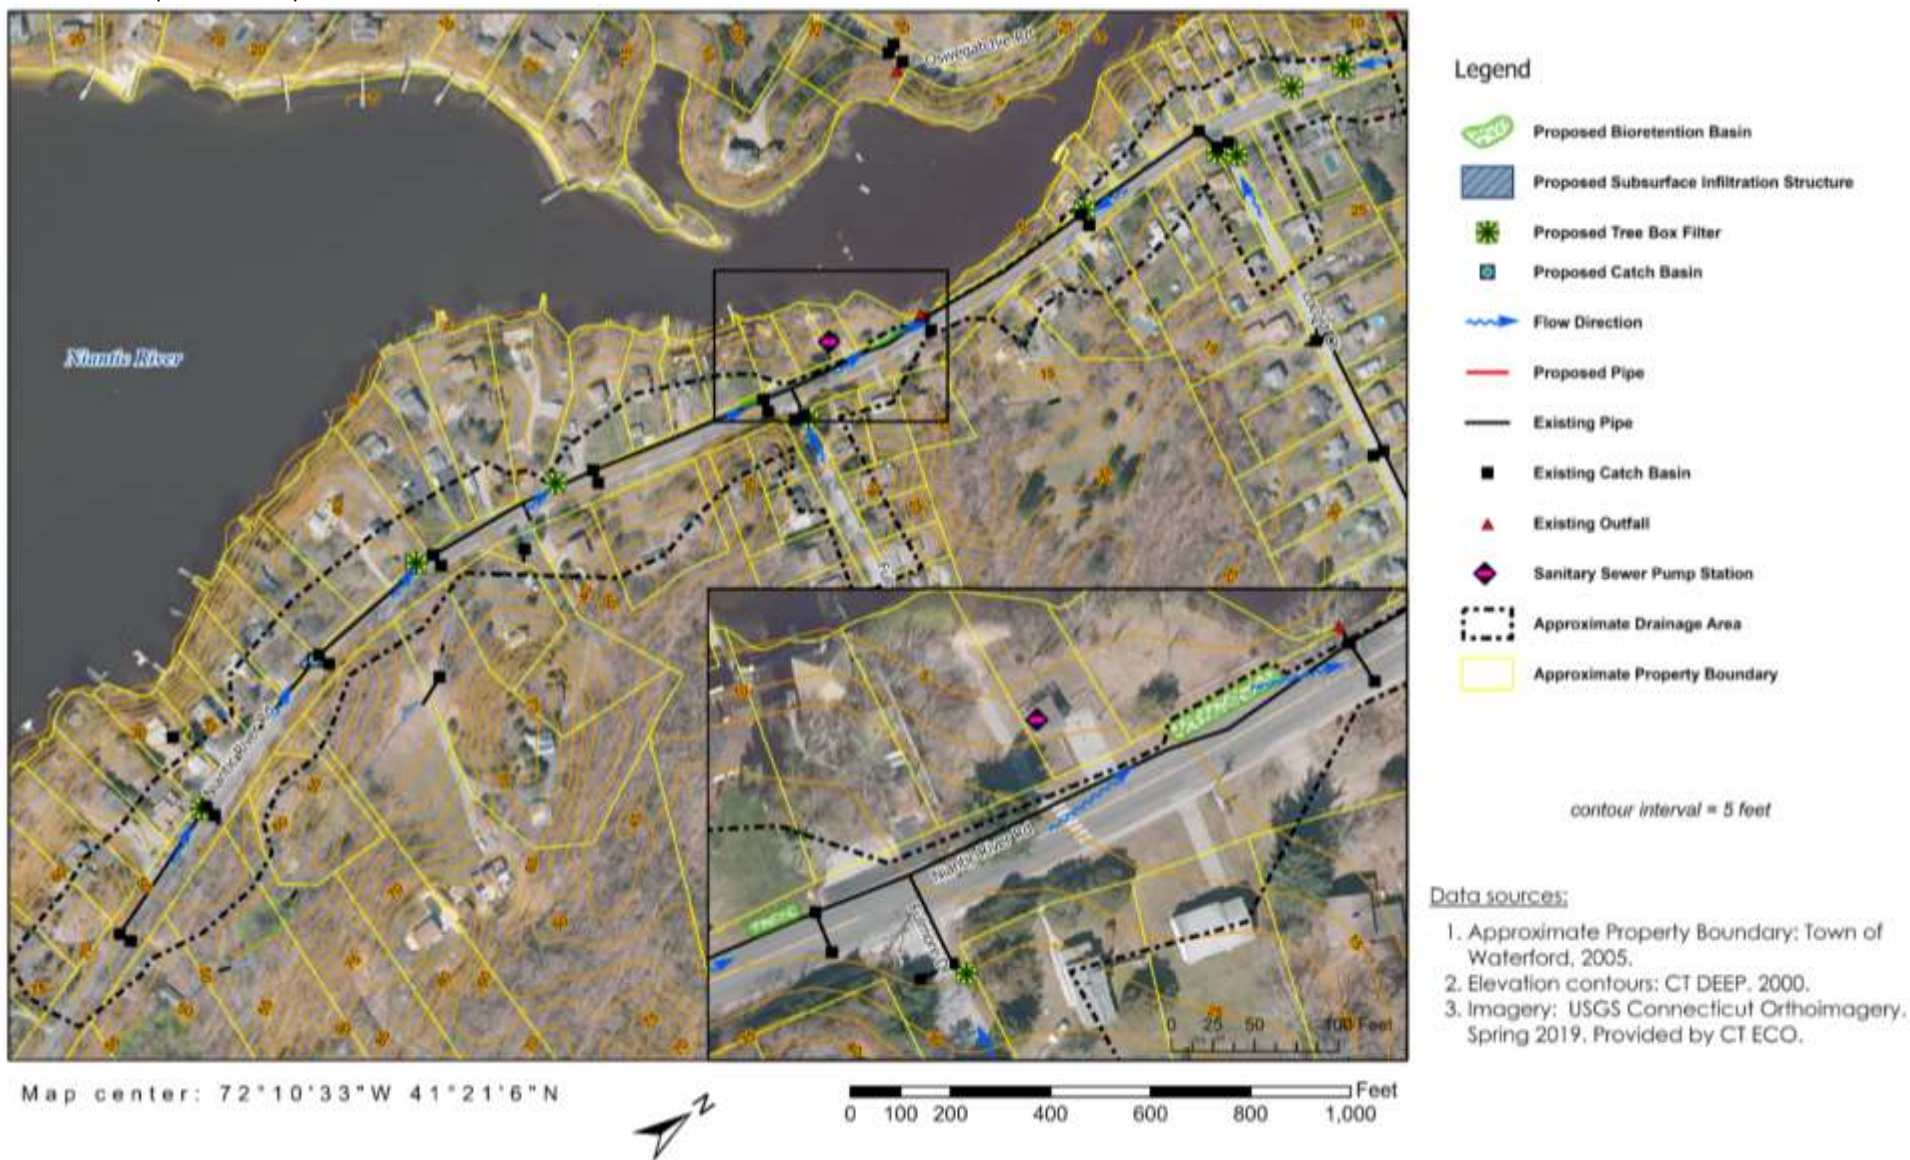 Oswegatchie Rd
Niantic River
Niantic River Rd
15
25
Niantic River Rd
0 25 50 100 Feet
Legend
Proposed Bioretention Basin
Proposed Subsurface Infiltration Structure
Proposed Tree Box Filter
Proposed Catch Basin
Flow Direction
Proposed Pipe
Existing Pipe
Existing Catch Basin
Existing Outfall
Sanitary Sewer Pump Station
Approximate Drainage Area
Approximate Property Boundary
contour interval = 5 feet
Data sources:
1. Approximate Property Boundary: Town of
Waterford, 2005.
2. Elevation contours: CT DEEP. 2000.
3. Imagery: USGS Connecticut Orthoimagery.
Spring 2019. Provided by CT ECO.
Map center: 72°10'33"W 41°21'6"N
N
Feet
0 100 200 400 600 800 1,000